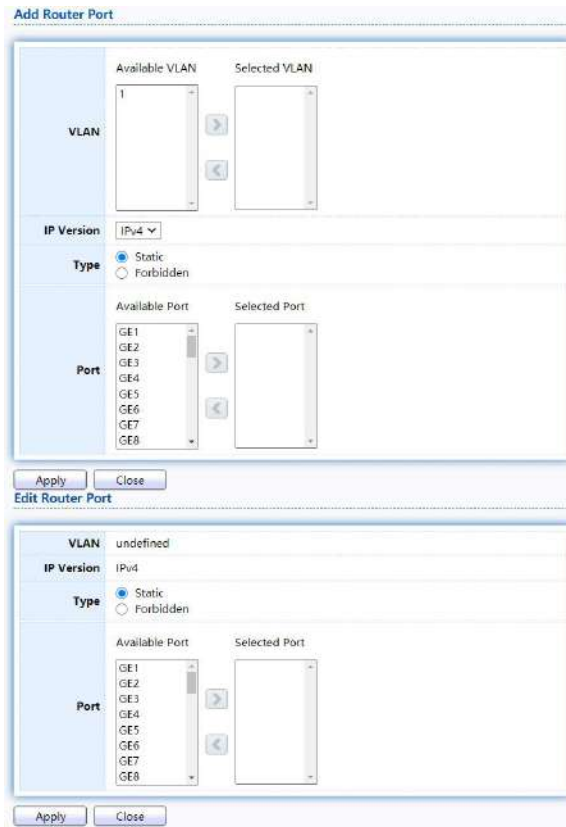 Add Router Port
Available VLAN Selected VLAN
1
VLAN
> 
<
IP Version IPv4
Type Static
Forbidden
Available Port Selected Port
GE1
GE2
GE3
GE4
GE5
GE6
GE7
GE8
Port
>
<
Apply Close
Edit Router Port
VLAN undefined
IP Version IPv4
Type Static
Forbidden
Available Port Selected Port
GE1
GE2
GE3
GE4
GE5
GE6
GE7
GE8
Port
>
<
Apply Close